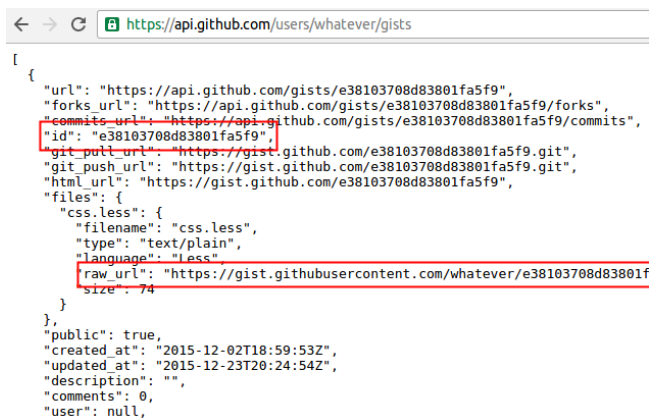 https://api.github.com/users/whatever/gists
[
{
"url": "https://api.github.com/gists/e38103708d83801fa5f9",
"forks_url": "https://api.github.com/gists/e38103708d83801fa5f9/forks",
"commits_url": "https://api.github.com/gists/e38103708d83801fa5f9/commits",
"id": "e38103708d83801fa5f9",
"git_pull_url": "https://gist.github.com/e38103708d83801fa5f9.git",
"git_push_url": "https://gist.github.com/e38103708d83801fa5f9.git",
"html_url": "https://gist.github.com/e38103708d83801fa5f9",
"files": {
"css.less": {
"filename": "css.less",
"type": "text/plain",
"language": "Less",
"raw_url": "https://gist.githubusercontent.com/whatever/e38103708d83801f
"size": 74
}
},
"public": true,
"created_at": "2015-12-02T18:59:53Z",
"updated_at": "2015-12-23T20:24:54Z",
"description": "",
"comments": 0,
"user": null,